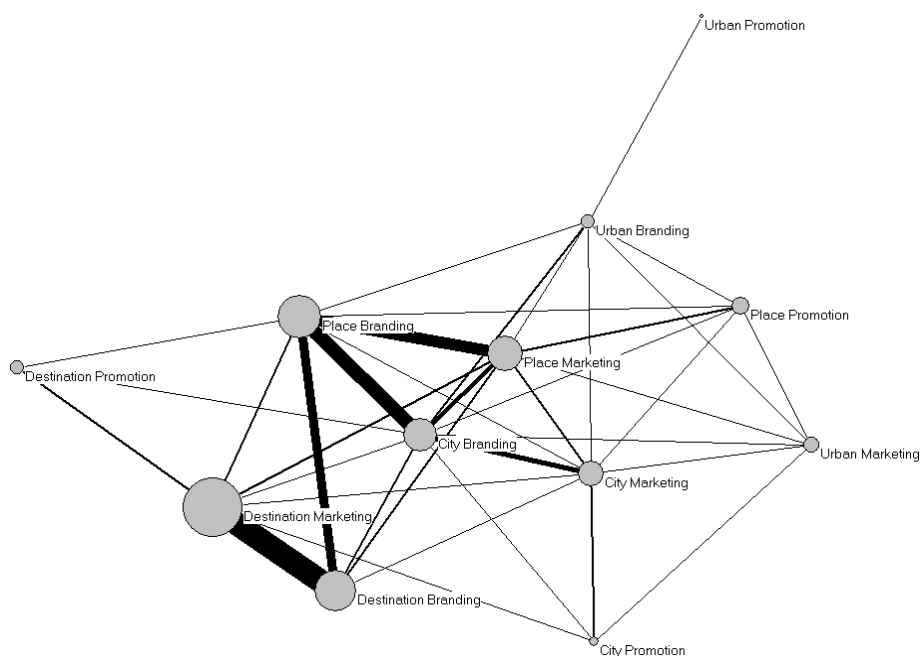 Urban Promotion
Urban Branding
Place Promotion
Place Branding
Place Marketing
Destination Promotion
City Branding
Urban Marketing
City Marketing
Destination Marketing
Destination Branding
City Promotion